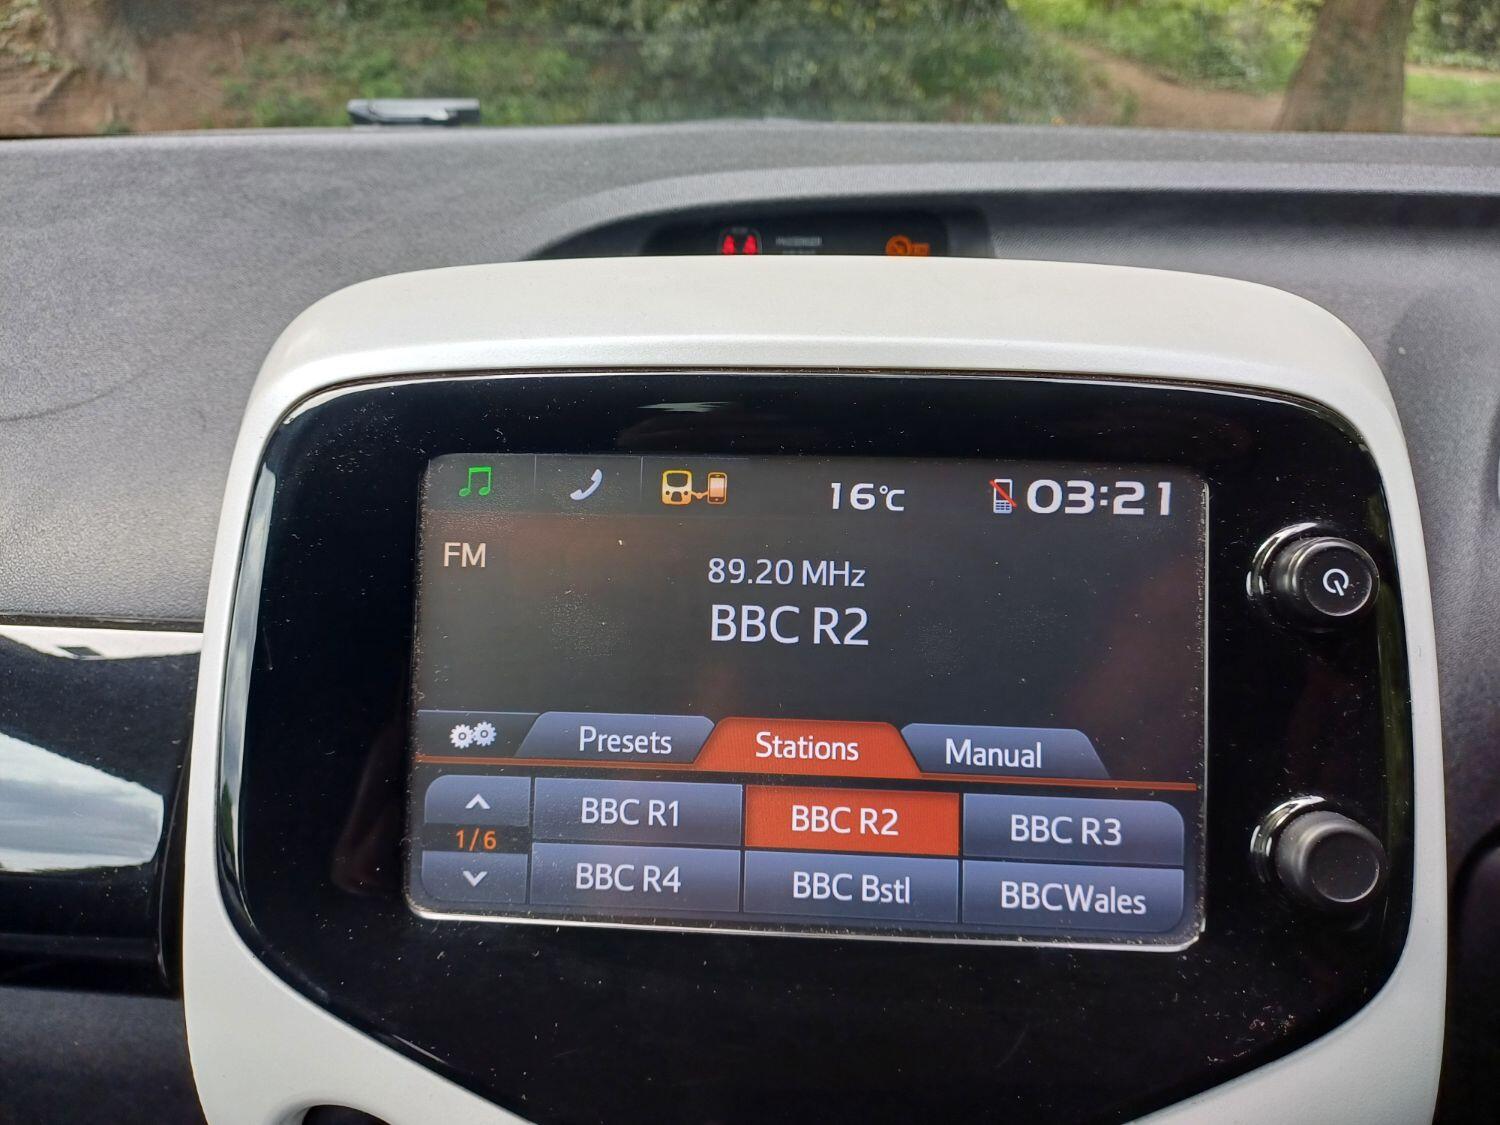 PASSENGER
16°C
03:21
FM
89.20 MHz
BBC R2
Presets
Stations
Manual
1/6
BBC R1
BBC R2
BBC R3
BBC R4
BBC Bstl
BBCWales